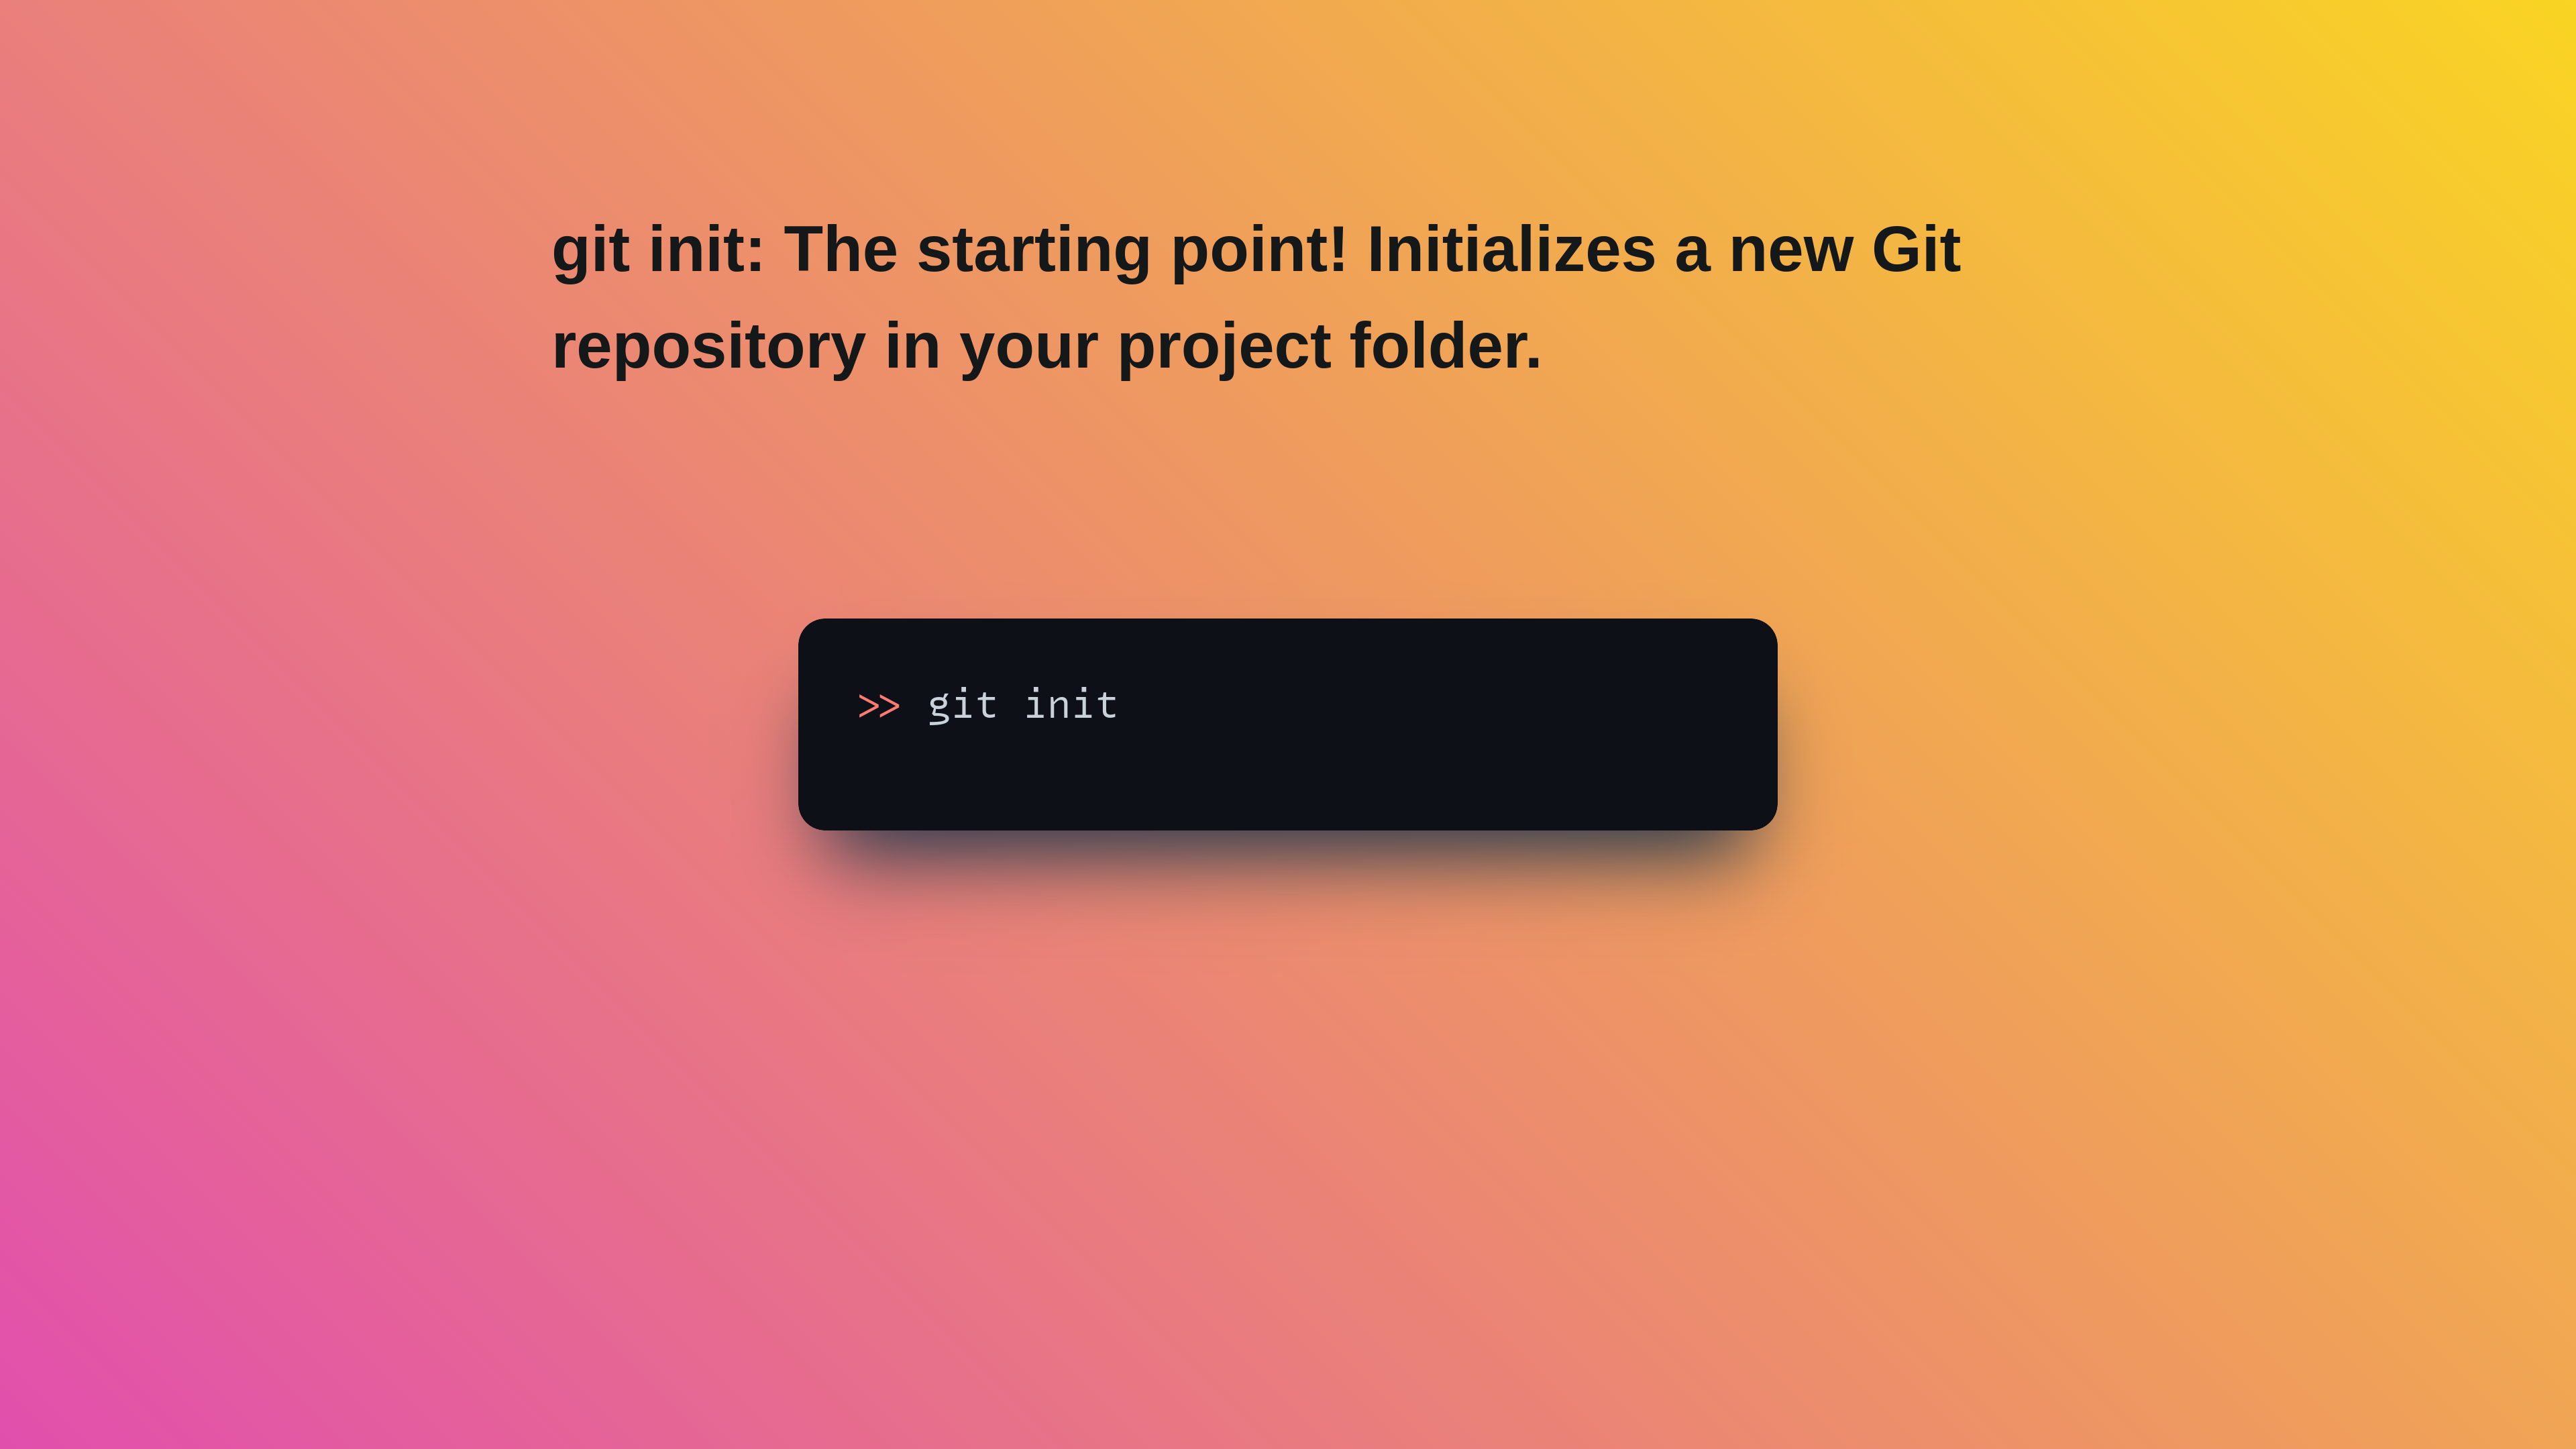 git init: The starting point! Initializes a new Git
repository in your project folder.
>> git init